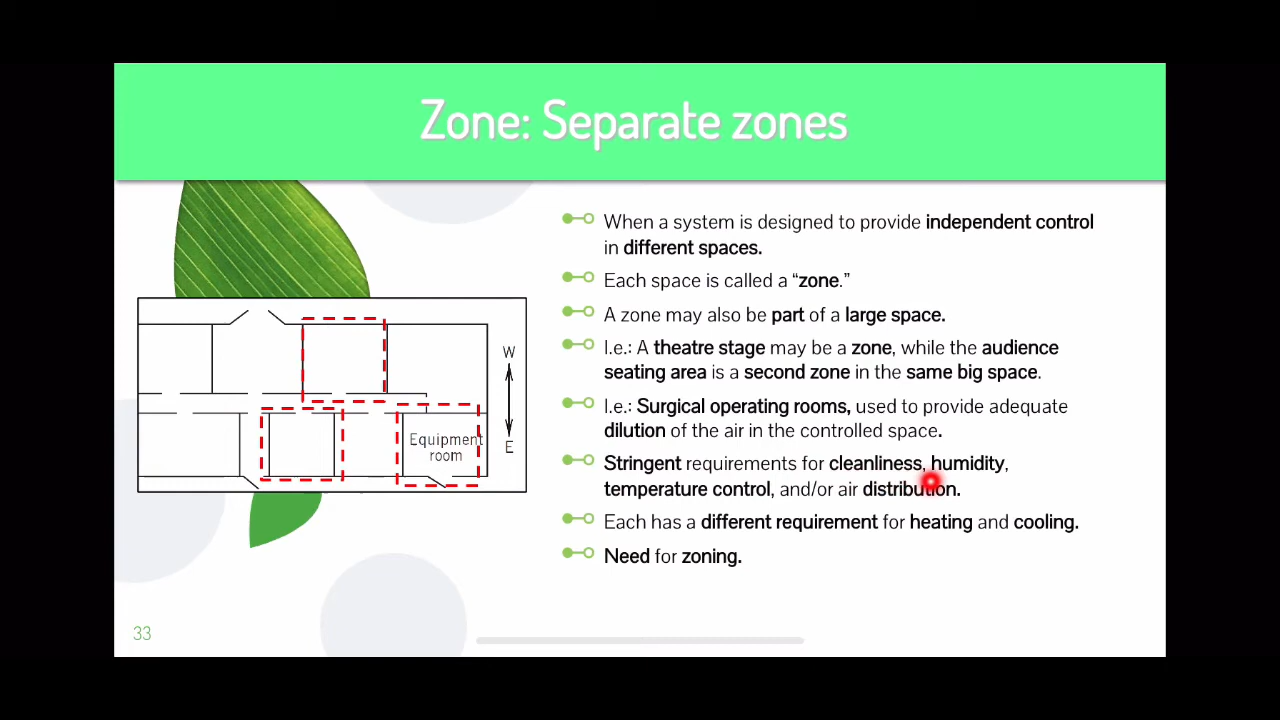 Zone: Separate zones
When a system is designed to provide independent control
in different spaces.
Each space is called a “zone.”
A zone may also be part of a large space.
I.e.: A theatre stage may be a zone, while the audience
seating area is a second zone in the same big space.
I.e.: Surgical operating rooms, used to provide adequate
dilution of the air in the controlled space.
Stringent requirements for cleanliness, humidity,
temperature control, and/or air distribution.
Each has a different requirement for heating and cooling.
Need for zoning.
W
E
Equipment
room
33